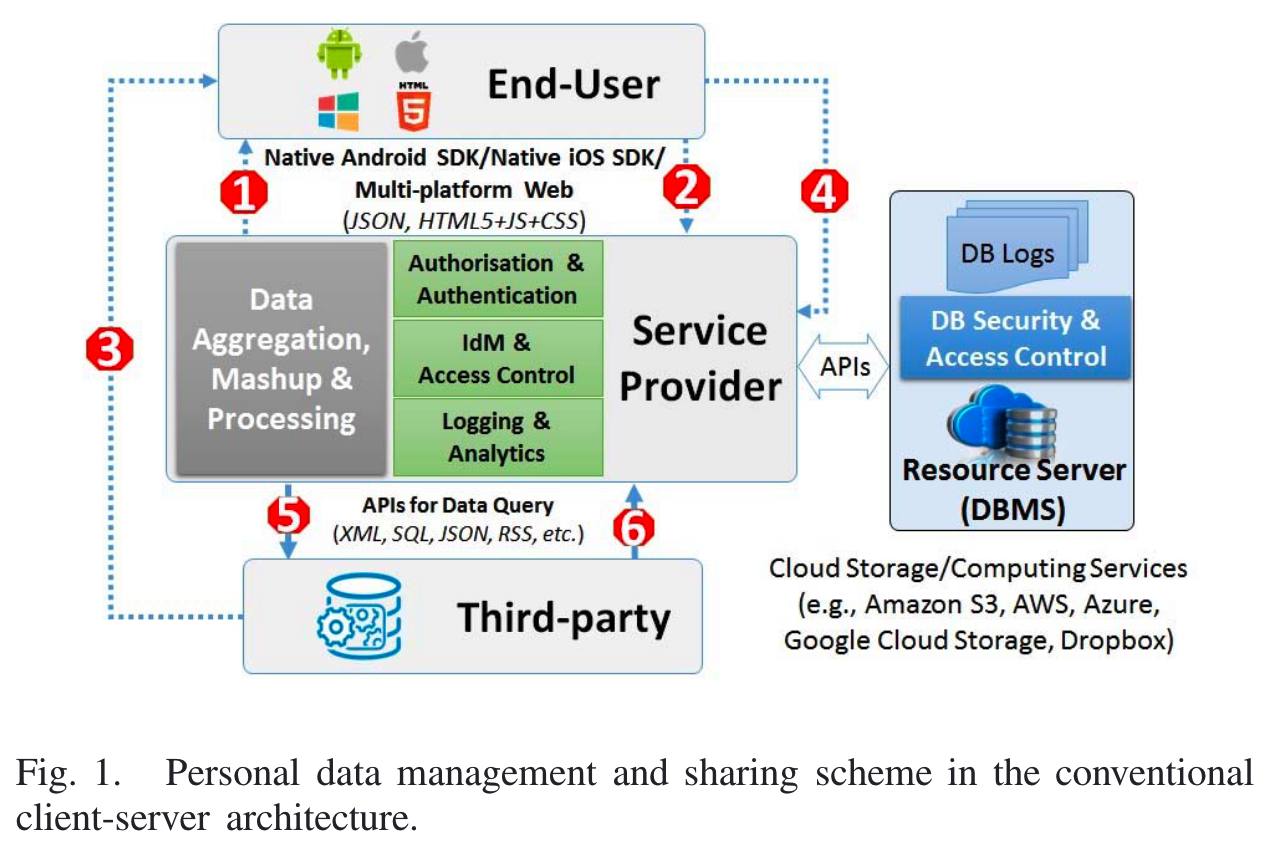 HTML
5
End-User
Native Android SDK/Native iOS SDK/
Multi-platform Web
(JSON, HTML5+JS+CSS)
1
2
4
3
Data
Aggregation,
Mashup &
Processing
Authorisation &
Authentication
IdM &
Access Control
Logging &
Analytics
Service
Provider
APIs
DB Logs
DB Security &
Access Control
Resource Server
(DBMS)
5
APIs for Data Query
(XML, SQL, JSON, RSS, etc.)
6
Third-party
Cloud Storage/Computing Services
(e.g., Amazon S3, AWS, Azure,
Google Cloud Storage, Dropbox)
Fig. 1. Personal data management and sharing scheme in the conventional
client-server architecture.